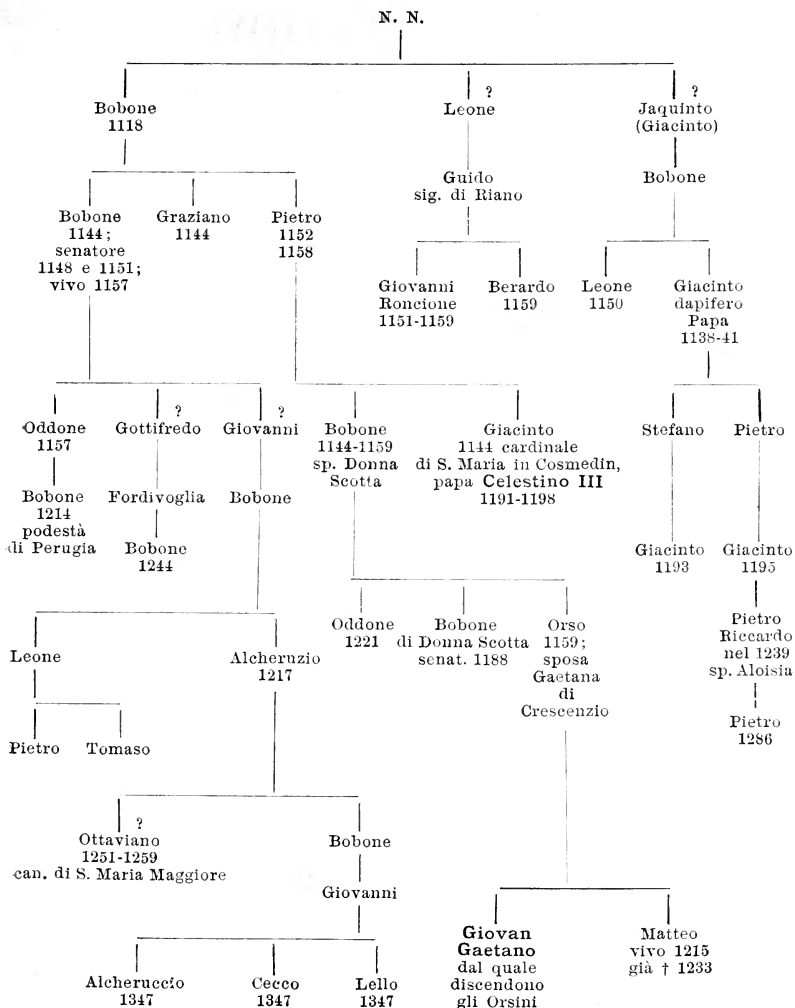 N. N.
? ?
Bobone Leone Jaquinto
1118 (Giacinto)
Guido Bobone
sig. di Riano
Bobone Graziano Pietro
1144; 1144 1152
senatore 1158
1148 e 1151;
vivo 1157
Giovanni Berardo Leone Giacinto
Roncione 1159 1150 dapifero
1151-1159 Papa
1138-41
? ?
Oddone Gottifredo Giovanni Bobone Giacinto Stefano Pietro
1157 1144-1159 1144 cardinale
sp. Donna di S. Maria in Cosmedin,
Scotta papa Celestino III
1191-1198
Bobone Fordivoglia Bobone
1214
podestà
di Perugia Bobone
1244
Giacinto Giacinto
1193 1195
Oddone Bobone Orso Pietro
1221 di Donna Scotta 1159; Riccardo
senat. 1188 sposa nel 1239
Gaetana sp. Aloisia
di
Crescenzio
Leone Alcheruzio
1217
Pietro
1286
Pietro Tomaso
?
Ottaviano Bobone
1251-1259
can. di S. Maria Maggiore
Giovanni
Giovan Matteo
Gaetano vivo 1215
dal quale già † 1233
discendono
gli Orsini
Alcheruccio Cecco Lello
1347 1347 1347